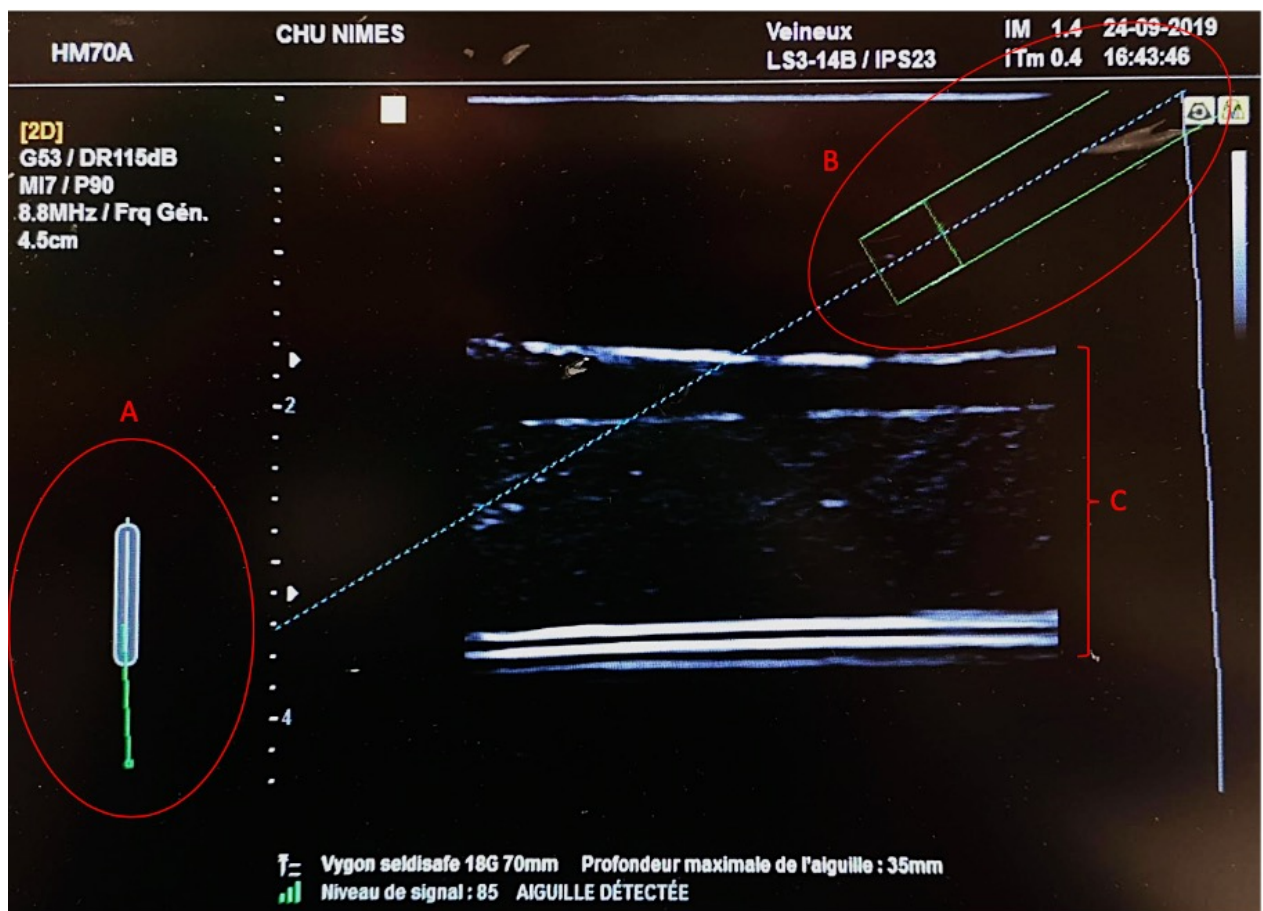 HM70A
CHU NIMES
Veineux
LS3-14B / IPS23
IM 1.4
ITm 0.4
24-09-2019
16:43:46
[2D]
G53 / DR115dB
MI7 / P90
8.8MHz / Frq Gén.
4.5cm
B
2
A
C
4
Vygon seldisafe 18G 70mm Profondeur maximale de l'aiguille : 35mm
Niveau de signal : 85 AIGUILLE DÉTECTÉE